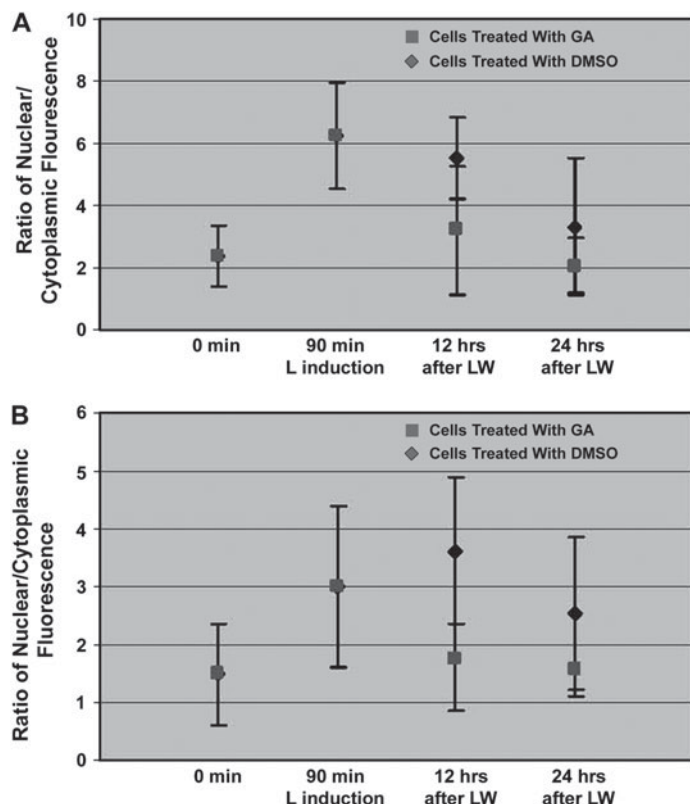 A
Ratio of Nuclear/
Cytoplasmic Flourescence
10
8
6
4
2
0
Cells Treated With GA
Cells Treated With DMSO
0 min
90 min
L induction
12 hrs
after LW
24 hrs
after LW
B
Ratio of Nuclear/Cytoplasmic
Fluorescence
6
5
4
3
2
1
0
Cells Treated With GA
Cells Treated With DMSO
0 min
90 min
L induction
12 hrs
after LW
24 hrs
after LW